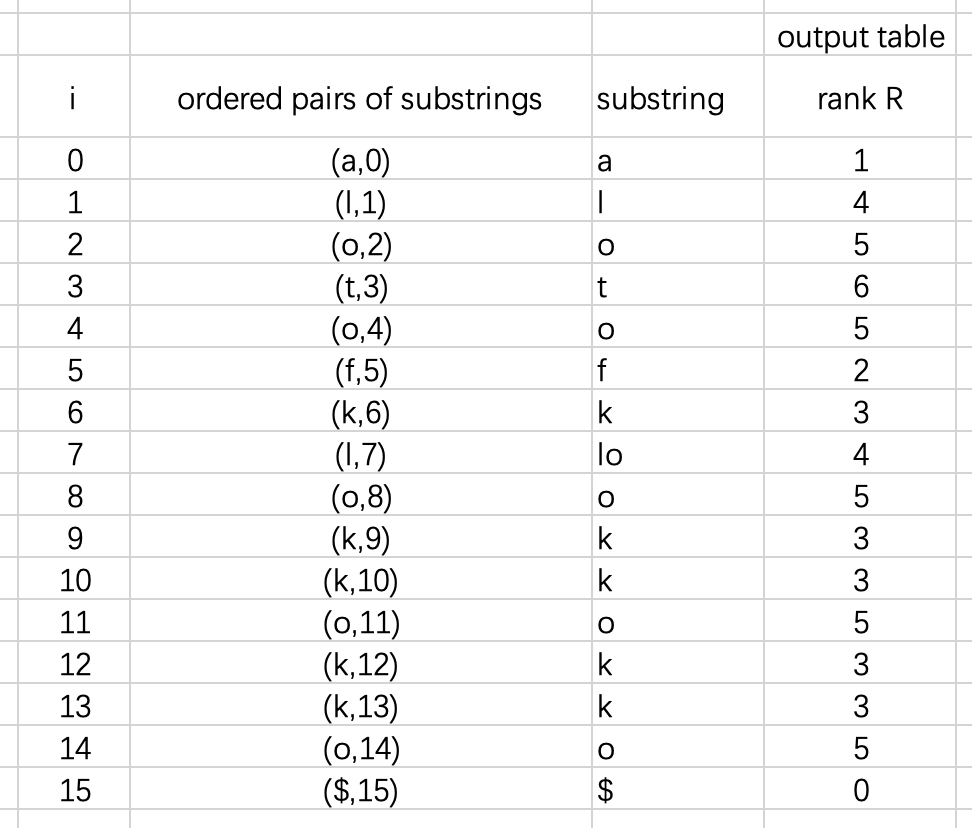 output table
i ordered pairs of substrings substring rank R
0 (a,0) a 1
1 (l,1) l 4
2 (o,2) o 5
3 (t,3) t 6
4 (o,4) o 5
5 (f,5) f 2
6 (k,6) k 3
7 (l,7) lo 4
8 (o,8) o 5
9 (k,9) k 3
10 (k,10) k 3
11 (o,11) o 5
12 (k,12) k 3
13 (k,13) k 3
14 (o,14) o 5
15 ($,15) $ 0